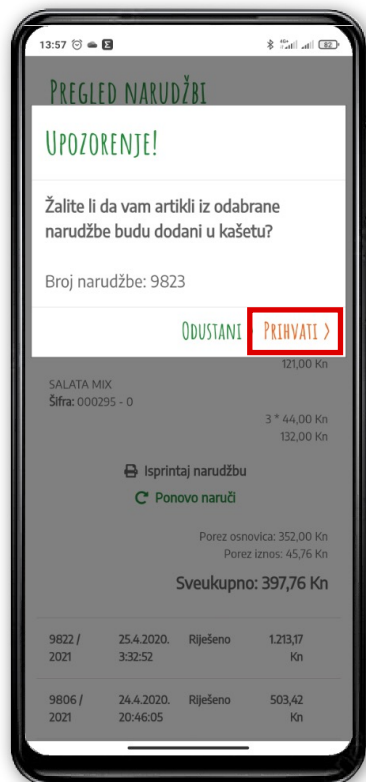 13:57
82
PREGLED NARUDŽBI
UPOZORENJE!
Žalite li da vam artikli iz odabrane
narudžbe budu dodani u kašetu?
Broj narudžbe: 9823
ODUSTANI PRIHVATI >
121,00 Kn
SALATA MIX
Šifra: 000295 - 0
3 * 44,00 Kn
132,00 Kn
Isprintaj narudžbu
Ponovo naruči
Porez osnovica: 352,00 Kn
Porez iznos: 45,76 Kn
Sveukupno: 397,76 Kn
9822 / 25.4.2020. Riješeno 1.213,17
2021 3:32:52 Kn
9806 / 24.4.2020. Riješeno 503,42
2021 20:46:05 Kn